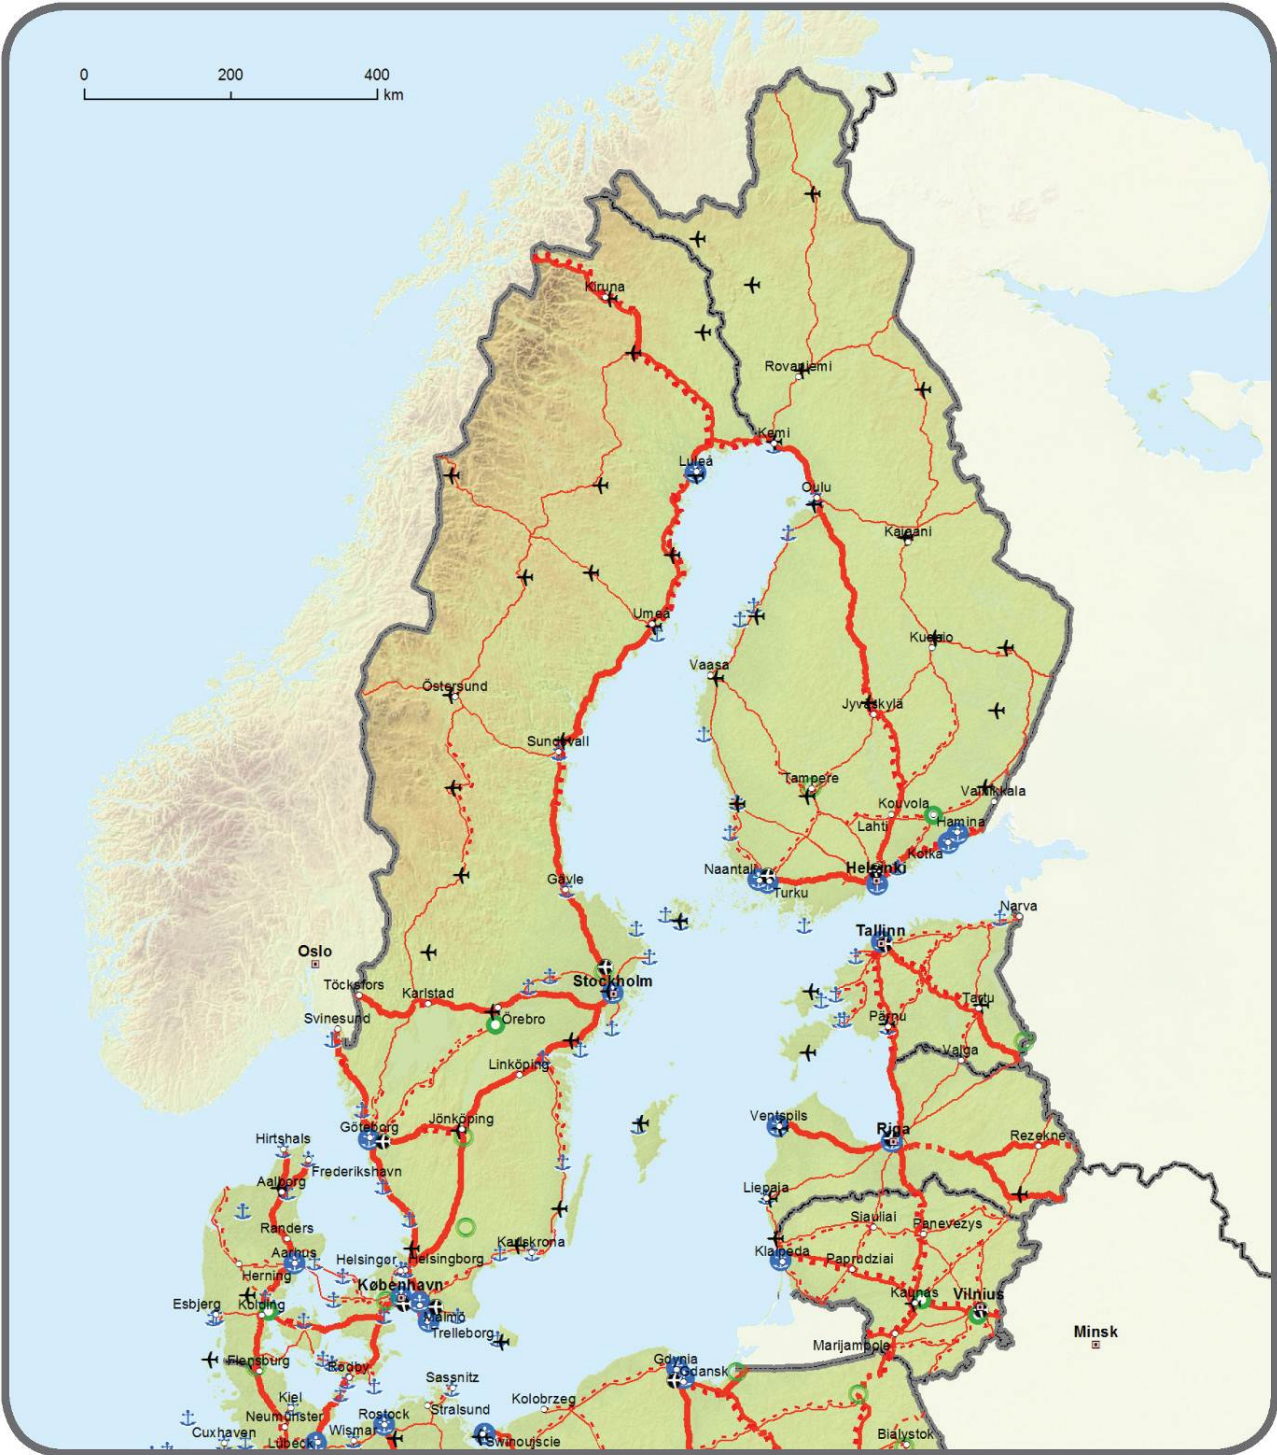 0 200 400
km
Kiruna
Rovaniemi
Kemi
Luleå
Oulu
Kajaani
Umeå
Kuopio
Vaasa
Östersund
Jyväskylä
Sundsvall
Tampere
Vainikkala
Kouvola
Hamina
Lahti
Kotka
Naantali
Helsinki
Gävle
Turku
Narva
Tallinn
Oslo
Stockholm
Töcksfors
Karlstad
Tartu
Svinesund
Örebro
Pärnu
Valga
Linköping
Ventspils
Jönköping
Göteborg
Riga
Hirtshals
Rezekne
Frederikshavn
Aalborg
Liepaja
Siauliai
Panevezys
Randers
Karlskrona
Aarhus
Helsingør
Helsingborg
Klaipeda
Paprudziai
Herning
København
Kaunas
Vilnius
Esbjerg
Kolding
Malmö
Trelleborg
Minsk
Marijampole
Flensburg
Rodby
Gdynia
Gdansk
Sassnitz
Kiel
Kolobrzeg
Stralsund
Neumünster
Rostock
Cuxhaven
Wismar
Lübeck
Swinoujscie
Bialystok